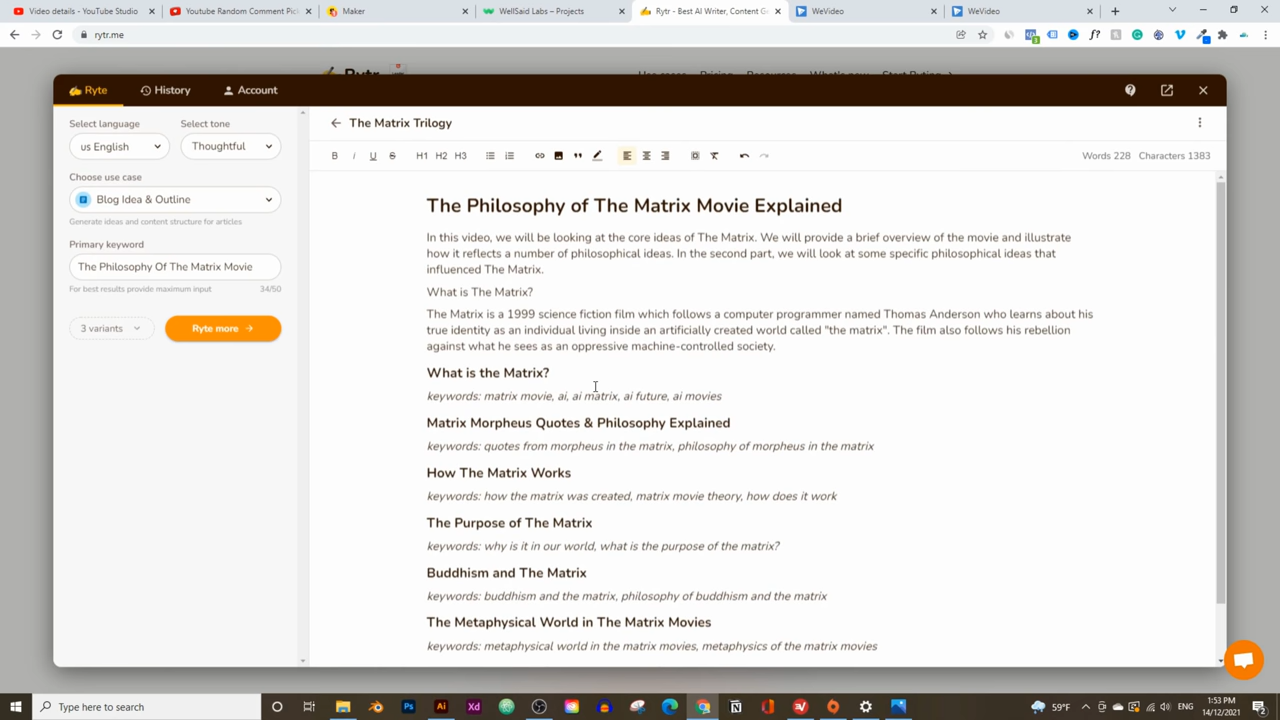 Video details - YouTube Studio
Youtube Random Comment Pic
Maker
WellSaid Labs – Projects
Rytr - Best AI Writer, Content Ge
WeVideo
WeVideo
rytr.me
Rytr
Ryte
History
Account
Select language
Select tone
us English
Thoughtful
Choose use case
Blog Idea & Outline
Generate ideas and content structure for articles
Primary keyword
The Philosophy Of The Matrix Movie
For best results provide maximum input
34/50
3 variants
Ryte more
The Matrix Trilogy
B I U S H1 H2 H3
Words 228 Characters 1383
The Philosophy of The Matrix Movie Explained
In this video, we will be looking at the core ideas of The Matrix. We will provide a brief overview of the movie and illustrate
how it reflects a number of philosophical ideas. In the second part, we will look at some specific philosophical ideas that
influenced The Matrix.
What is The Matrix?
The Matrix is a 1999 science fiction film which follows a computer programmer named Thomas Anderson who learns about his
true identity as an individual living inside an artificially created world called "the matrix". The film also follows his rebellion
against what he sees as an oppressive machine-controlled society.
What is the Matrix?
keywords: matrix movie, ai, ai matrix, ai future, ai movies
Matrix Morpheus Quotes & Philosophy Explained
keywords: quotes from morpheus in the matrix, philosophy of morpheus in the matrix
How The Matrix Works
keywords: how the matrix was created, matrix movie theory, how does it work
The Purpose of The Matrix
keywords: why is it in our world, what is the purpose of the matrix?
Buddhism and The Matrix
keywords: buddhism and the matrix, philosophy of buddhism and the matrix
The Metaphysical World in The Matrix Movies
keywords: metaphysical world in the matrix movies, metaphysics of the matrix movies
Type here to search
59°F
ENG
1:53 PM
14/12/2021